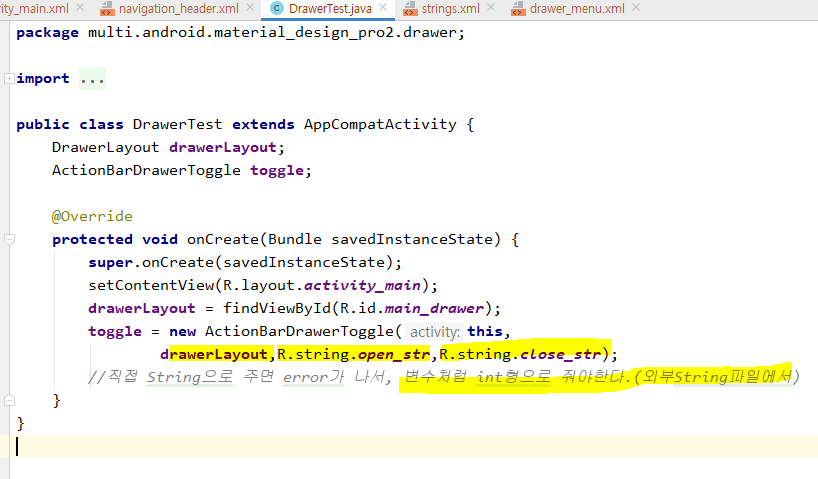 ity_main.xml navigation_header.xml DrawerTest.java strings.xml drawer_menu.xml
package multi.android.material_design_pro2.drawer;
import ...
public class DrawerTest extends AppCompatActivity {
DrawerLayout drawerLayout;
ActionBarDrawerToggle toggle;
@Override
protected void onCreate(Bundle savedInstanceState) {
super.onCreate(savedInstanceState);
setContentView(R.layout.activity_main);
drawerLayout = findViewById(R.id.main_drawer);
toggle = new ActionBarDrawerToggle( activity: this,
drawerLayout,R.string.open_str,R.string.close_str);
//직접 String으로 주면 error가 나서, 변수처럼 int형으로 줘야한다.(외부String파일에서)
}
}